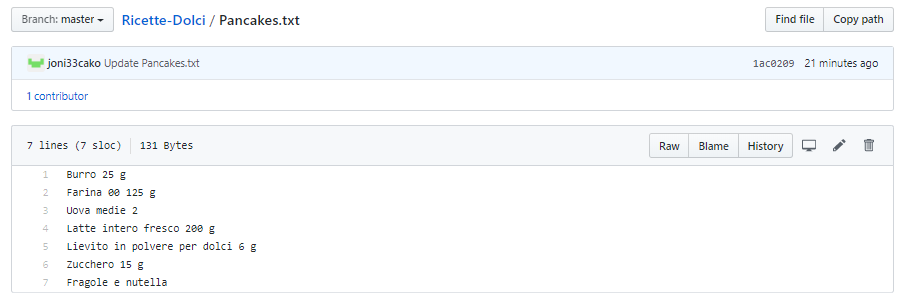 Branch: master Ricette-Dolci / Pancakes.txt Find file Copy path
joni33cako Update Pancakes.txt 1ac0209 21 minutes ago
1 contributor
7 lines (7 sloc) 131 Bytes Raw Blame History
1 Burro 25 g
2 Farina 00 125 g
3 Uova medie 2
4 Latte intero fresco 200 g
5 Lievito in polvere per dolci 6 g
6 Zucchero 15 g
7 Fragole e nutella